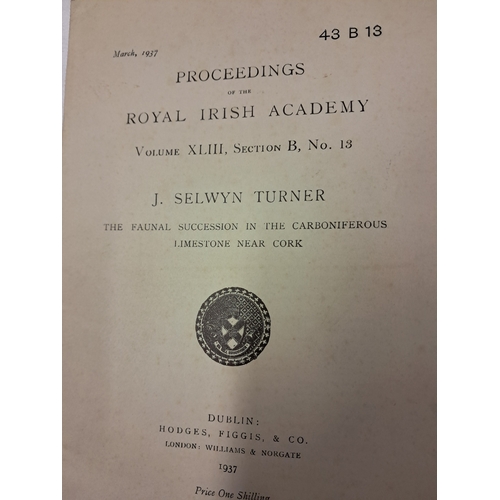 43 B 13
March, 1937
PROCEEDINGS
OF THE
ROYAL IRISH ACADEMY
VOLUME XLIII, SECTION B, No. 13
J. SELWYN TURNER
THE FAUNAL SUCCESSION IN THE CARBONIFEROUS
LIMESTONE NEAR CORK
DUBLIN:
HODGES, FIGGIS, & CO.
LONDON: WILLIAMS & NORGATE
1937
Price One Shilling